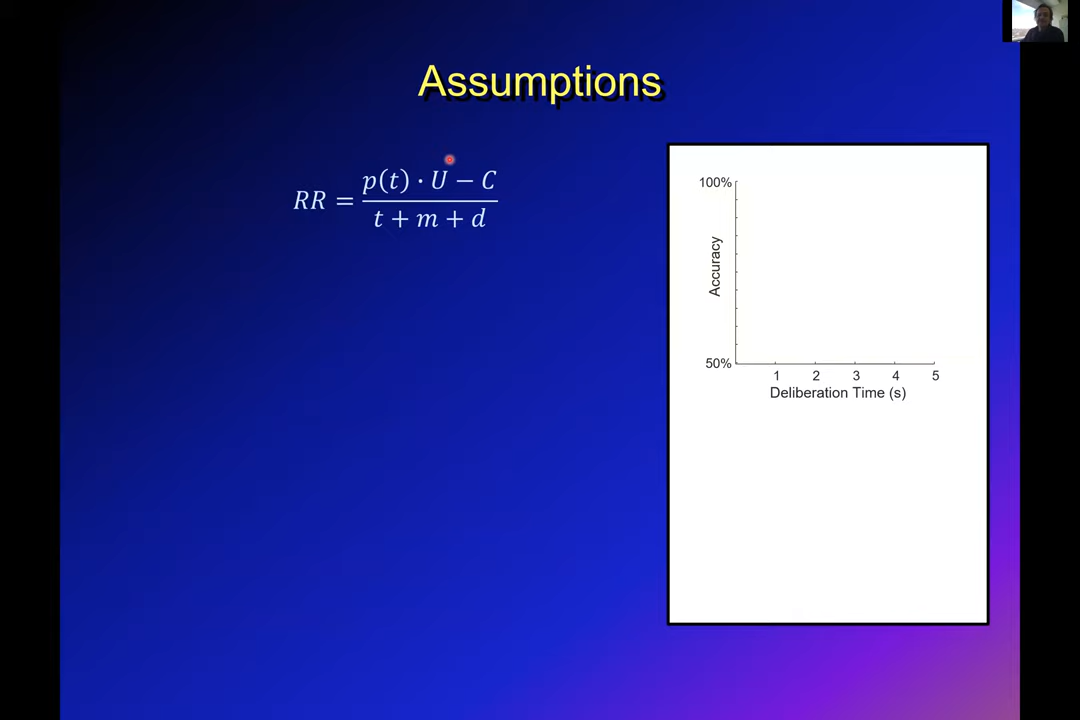 Assumptions
RR = p(t) · U − C / t + m + d
100%
Accuracy
50%
1 2 3 4 5
Deliberation Time (s)